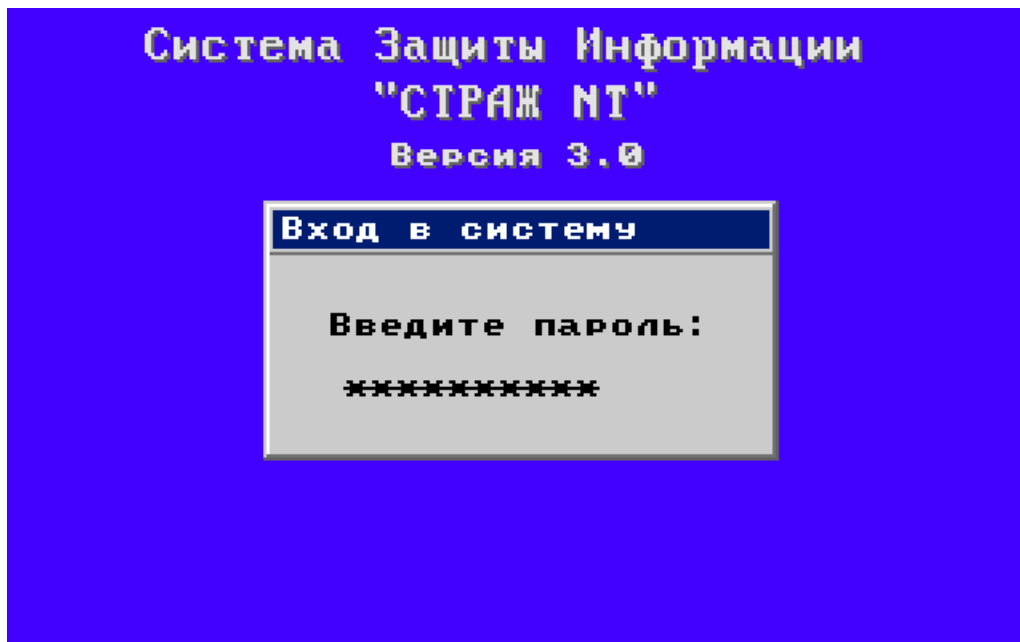 Система Защиты Информации
"СТРАЖ NT"
Версия 3.0
Вход в систему
Введите пароль:
**********